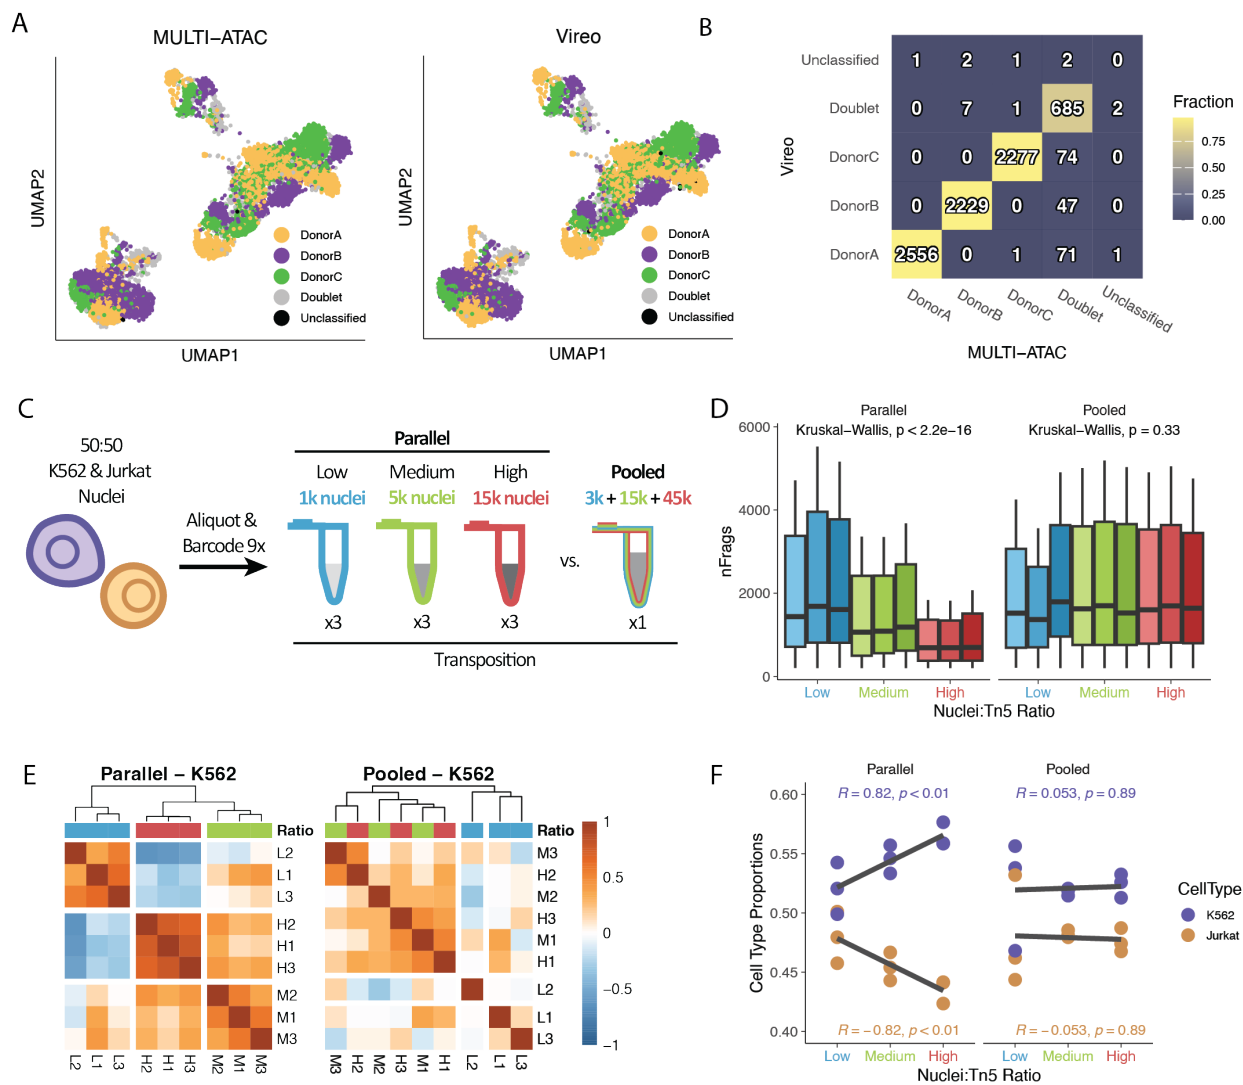 A
MULTI−ATAC
UMAP2
UMAP1
DonorA
DonorB
DonorC
Doublet
Unclassified
Vireo
UMAP2
UMAP1
DonorA
DonorB
DonorC
Doublet
Unclassified
B
Vireo
Unclassified 1 2 1 2 0
Doublet 0 7 1 685 2
DonorC 0 0 2277 74 0
DonorB 0 2229 0 47 0
DonorA 2556 0 1 71 1
DonorA DonorB DonorC Doublet Unclassified
MULTI−ATAC
Fraction
0.75
0.50
0.25
0.00
C
50:50
K562 & Jurkat
Nuclei
Aliquot &
Barcode 9x
Parallel
Low Medium High Pooled
1k nuclei 5k nuclei 15k nuclei 3k + 15k + 45k
vs.
x3 x3 x3 x1
Transposition
D
Parallel
Kruskal−Wallis, p < 2.2e−16
Pooled
Kruskal−Wallis, p = 0.33
nFrags
6000
4000
2000
0
Low Medium High Low Medium High
Nuclei:Tn5 Ratio
E
Parallel − K562
Ratio
L2
L1
L3
H2
H1
H3
M2
M1
M3
L2 L1 L3 H2 H1 H3 M2 M1 M3
Pooled − K562
Ratio
M3
H2
M2
H3
M1
H1
L2
L1
L3
M3 H2 M2 H3 M1 H1 L2 L1 L3
1
0.5
0
−0.5
−1
F
Parallel
Pooled
Cell Type Proportions
0.60
0.55
0.50
0.45
0.40
R = 0.82, p < 0.01
R = 0.053, p = 0.89
R = −0.82, p < 0.01
R = −0.053, p = 0.89
Low Medium High Low Medium High
Nuclei:Tn5 Ratio
CellType
K562
Jurkat